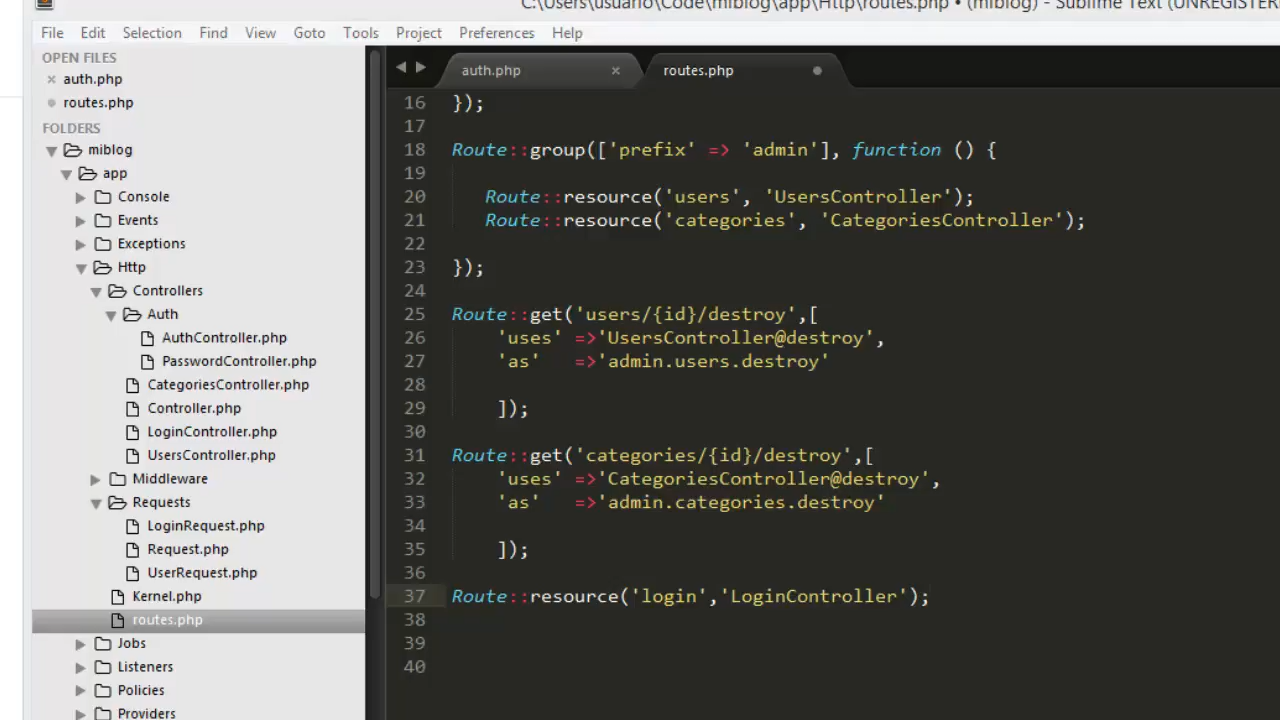 C:\Users\usuario\Code\miblog\app\Http\routes.php • (miblog) - Sublime Text (UNREGISTER
File Edit Selection Find View Goto Tools Project Preferences Help
OPEN FILES
auth.php
routes.php
FOLDERS
miblog
app
Console
Events
Exceptions
Http
Controllers
Auth
AuthController.php
PasswordController.php
CategoriesController.php
Controller.php
LoginController.php
UsersController.php
Middleware
Requests
LoginRequest.php
Request.php
UserRequest.php
Kernel.php
routes.php
Jobs
Listeners
Policies
Providers
auth.php routes.php
16 });
17
18 Route::group(['prefix' => 'admin'], function () {
19
20 Route::resource('users', 'UsersController');
21 Route::resource('categories', 'CategoriesController');
22
23 });
24
25 Route::get('users/{id}/destroy',[
26 'uses' =>'UsersController@destroy',
27 'as' =>'admin.users.destroy'
28
29 ]);
30
31 Route::get('categories/{id}/destroy',[
32 'uses' =>'CategoriesController@destroy',
33 'as' =>'admin.categories.destroy'
34
35 ]);
36
37 Route::resource('login','LoginController');
38
39
40